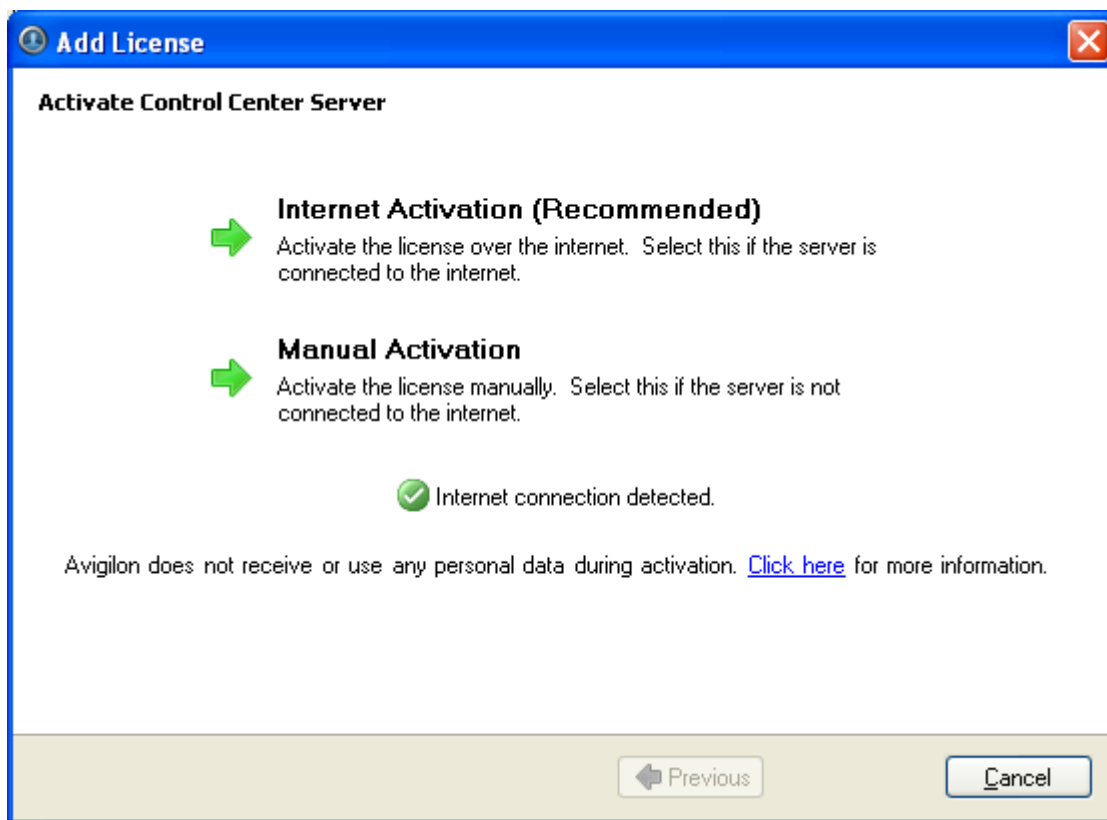 Add License
Activate Control Center Server
Internet Activation (Recommended)
Activate the license over the internet.  Select this if the server is
connected to the internet.
Manual Activation
Activate the license manually.  Select this if the server is not
connected to the internet.
Internet connection detected.
Avigilon does not receive or use any personal data during activation. Click here for more information.
Previous
Cancel